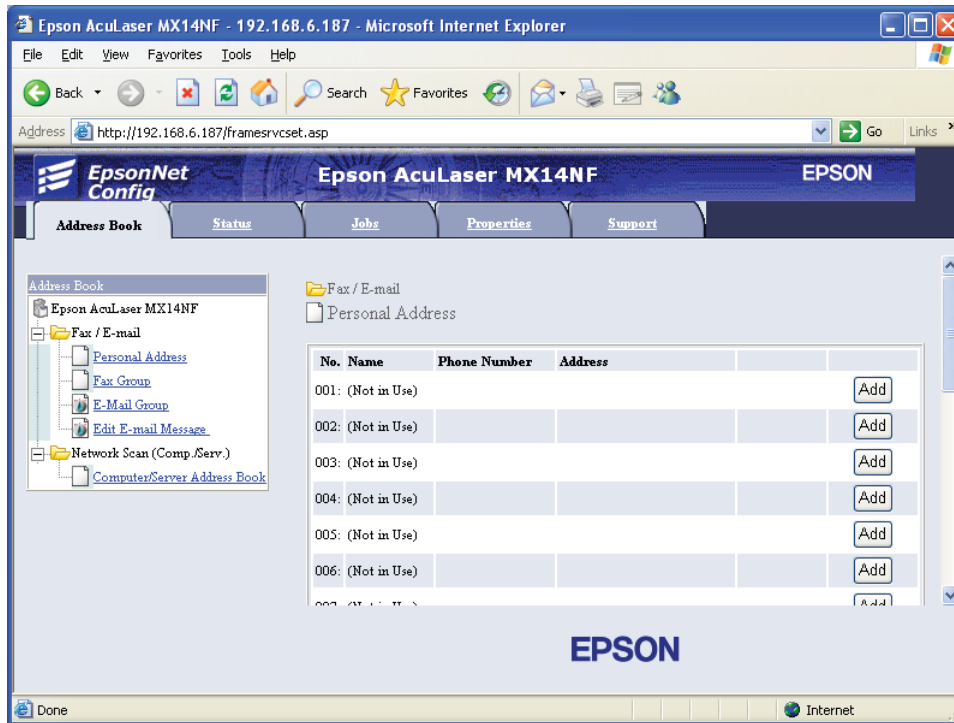 Epson AcuLaser MX14NF - 192.168.6.187 - Microsoft Internet Explorer
File Edit View Favorites Tools Help
Back Search Favorites
Address http://192.168.6.187/framesrvcset.asp Go Links »
EpsonNet Config
Epson AcuLaser MX14NF
EPSON
Address Book Status Jobs Properties Support
Address Book
Epson AcuLaser MX14NF
Fax / E-mail
Personal Address
Fax Group
E-Mail Group
Edit E-mail Message
Network Scan (Comp./Serv.)
Computer/Server Address Book
Fax / E-mail
Personal Address
No. Name Phone Number Address
001: (Not in Use) Add
002: (Not in Use) Add
003: (Not in Use) Add
004: (Not in Use) Add
005: (Not in Use) Add
006: (Not in Use) Add
EPSON
Done Internet